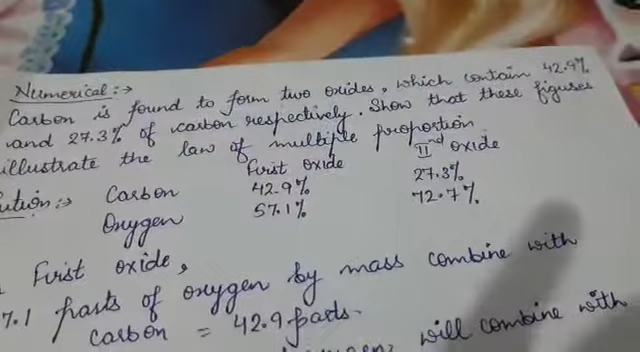 Numerical:→
Carbon is found to form two oxides, which contain 42.9%
and 27.3% of carbon respectively. Show that these figures
illustrate the law of multiple proportion
First oxide IInd oxide
ution:→ Carbon 42.9% 27.3%
Oxygen 57.1% 72.7%
First oxide,
7.1 parts of oxygen by mass combine with
carbon = 42.9 parts.
will combine with